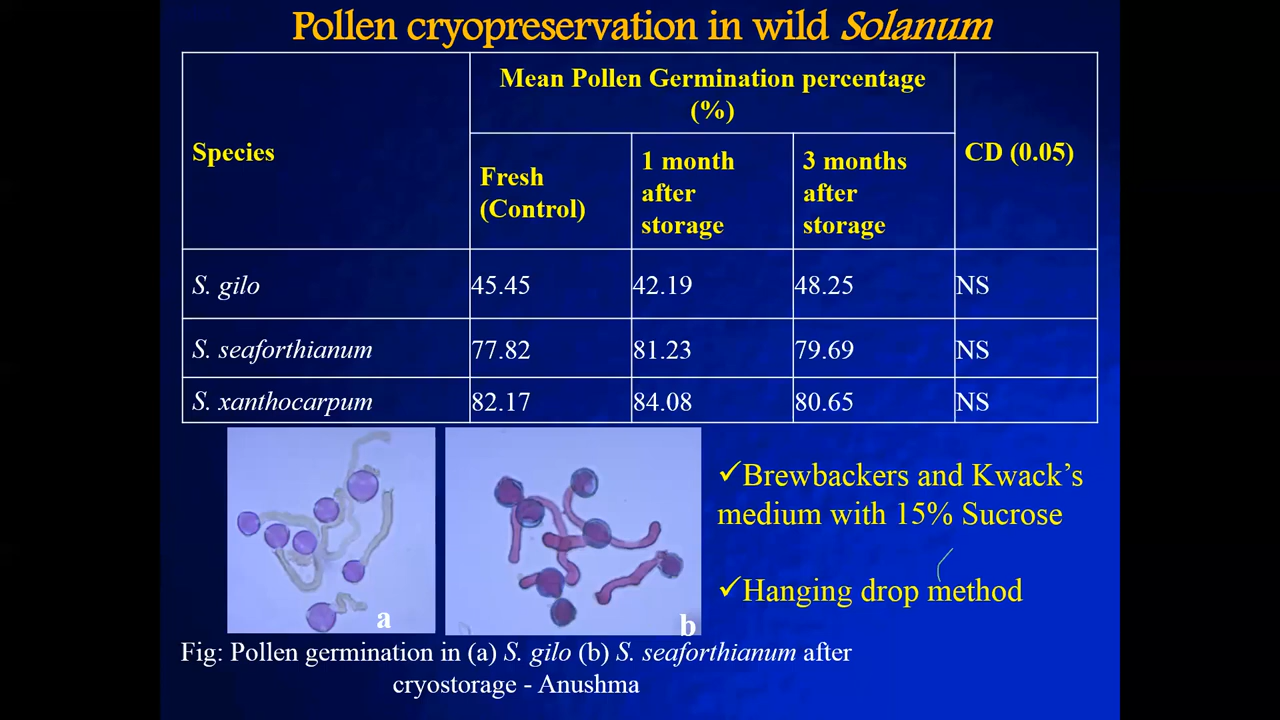 Pollen cryopreservation in wild Solanum
Species
Mean Pollen Germination percentage
(%)
CD (0.05)
Fresh
(Control)
1 month
after
storage
3 months
after
storage
S. gilo 45.45 42.19 48.25 NS
S. seaforthianum 77.82 81.23 79.69 NS
S. xanthocarpum 82.17 84.08 80.65 NS
a
b
✓Brewbackers and Kwack’s
medium with 15% Sucrose
✓Hanging drop method
Fig: Pollen germination in (a) S. gilo (b) S. seaforthianum after
cryostorage - Anushma